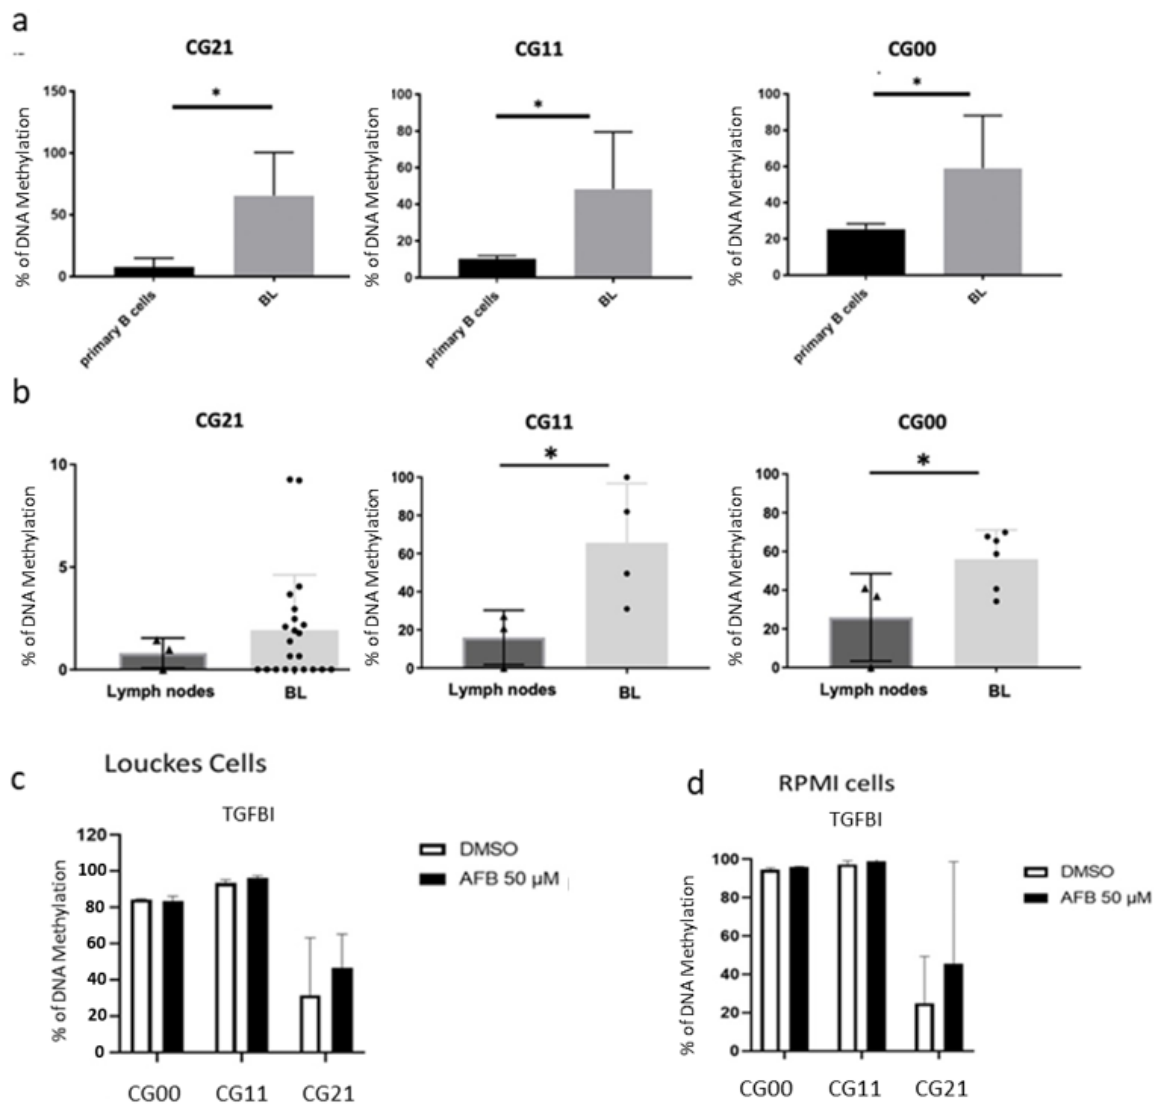 a
CG21
CG11
CG00
*
*
*
% of DNA Methylation
150
100
50
0
primary B cells
BL
% of DNA Methylation
100
80
60
40
20
0
primary B cells
BL
% of DNA Methylation
100
80
60
40
20
0
primary B cells
BL
b
CG21
CG11
CG00
*
*
% of DNA Methylation
10
5
0
Lymph nodes
BL
% of DNA Methylation
100
80
60
40
20
0
Lymph nodes
BL
% of DNA Methylation
100
80
60
40
20
0
Lymph nodes
BL
c
Louckes Cells
TGFBI
% of DNA Methylation
120
100
80
60
40
20
0
CG00
CG11
CG21
DMSO
AFB 50 µM
d
RPMI cells
TGFBI
% of DNA Methylation
100
80
60
40
20
0
CG00
CG11
CG21
DMSO
AFB 50 µM